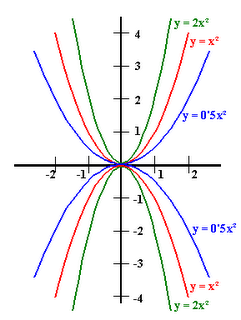 y = 2x²
4
y = x²
3
2
y = 0'5x²
1
-2
-1
1
2
-1
-2
y = 0'5x²
-3
y = x²
-4
y = 2x²